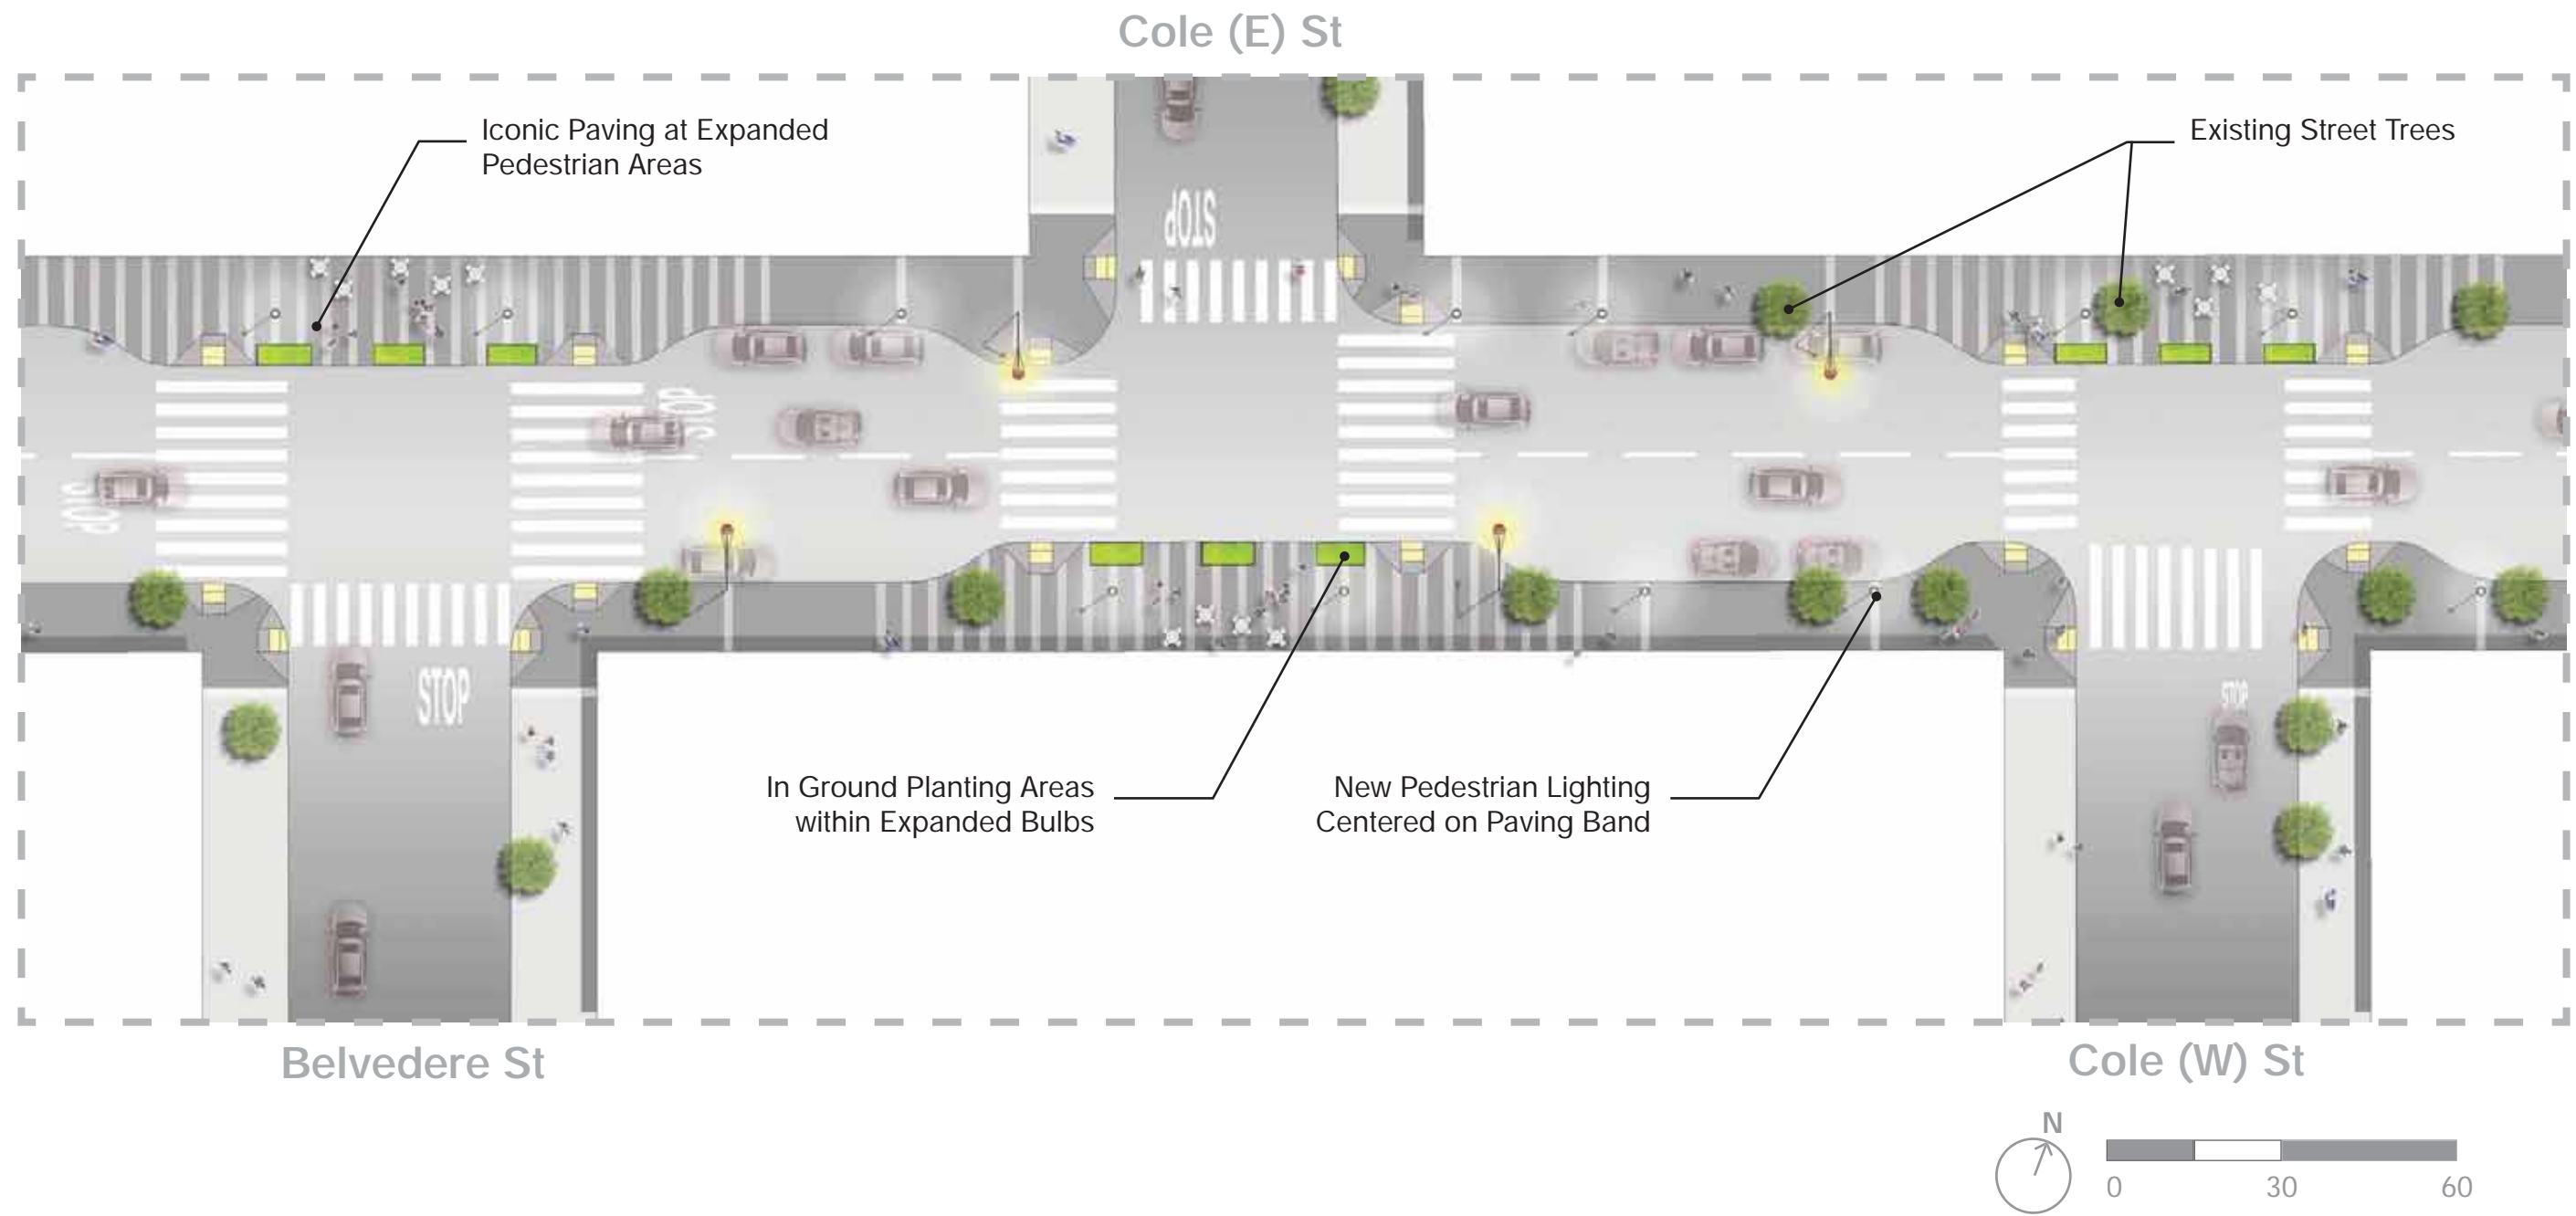 Cole (E) St
Iconic Paving at Expanded
Pedestrian Areas
Existing Street Trees
STOP
STOP
STOP
STOP
STOP
In Ground Planting Areas
within Expanded Bulbs
New Pedestrian Lighting
Centered on Paving Band
Belvedere St
Cole (W) St
N
0 30 60